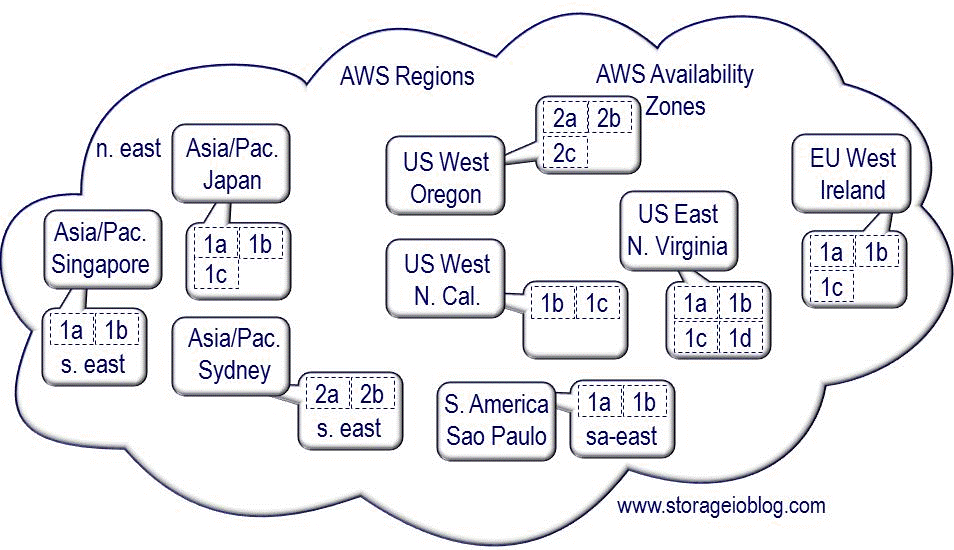 AWS Regions
AWS Availability
Zones
n. east
Asia/Pac.
Japan
1a 1b
1c
Asia/Pac.
Singapore
1a 1b
s. east
Asia/Pac.
Sydney
2a 2b
s. east
US West
Oregon
2a 2b
2c
US West
N. Cal.
1b 1c
US East
N. Virginia
1a 1b
1c 1d
EU West
Ireland
1a 1b
1c
S. America
Sao Paulo
1a 1b
sa-east
www.storageioblog.com